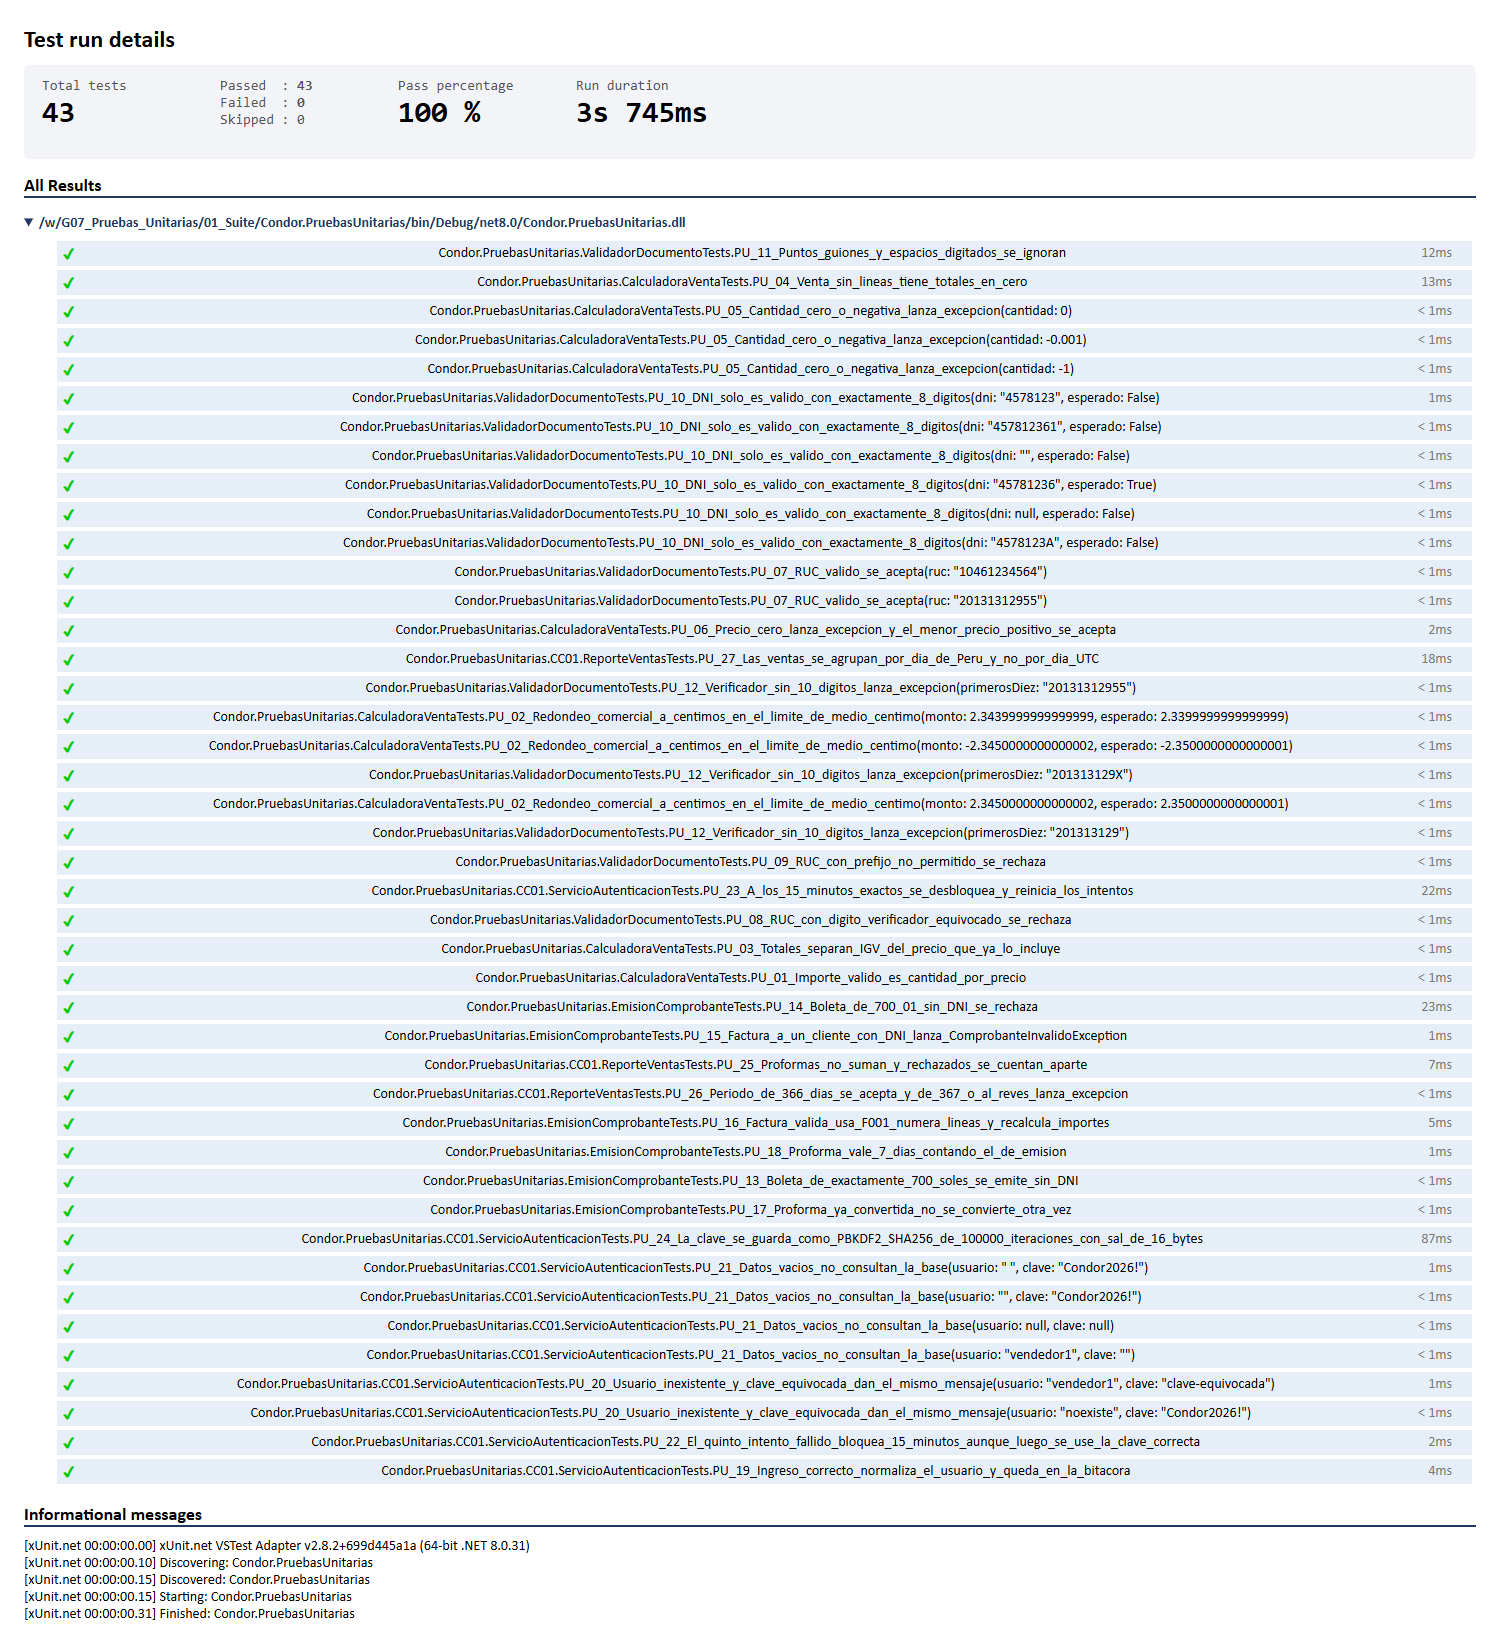 Test run details
Total tests
43
Passed : 43
Failed : 0
Skipped : 0
Pass percentage
100 %
Run duration
3s 745ms
All Results
▼ /w/G07_Pruebas_Unitarias/01_Suite/Condor.PruebasUnitarias/bin/Debug/net8.0/Condor.PruebasUnitarias.dll
✔ Condor.PruebasUnitarias.ValidadorDocumentoTests.PU_11_Puntos_guiones_y_espacios_digitados_se_ignoran 12ms
✔ Condor.PruebasUnitarias.CalculadoraVentaTests.PU_04_Venta_sin_lineas_tiene_totales_en_cero 13ms
✔ Condor.PruebasUnitarias.CalculadoraVentaTests.PU_05_Cantidad_cero_o_negativa_lanza_excepcion(cantidad: 0) < 1ms
✔ Condor.PruebasUnitarias.CalculadoraVentaTests.PU_05_Cantidad_cero_o_negativa_lanza_excepcion(cantidad: -0.001) < 1ms
✔ Condor.PruebasUnitarias.CalculadoraVentaTests.PU_05_Cantidad_cero_o_negativa_lanza_excepcion(cantidad: -1) < 1ms
✔ Condor.PruebasUnitarias.ValidadorDocumentoTests.PU_10_DNI_solo_es_valido_con_exactamente_8_digitos(dni: "4578123", esperado: False) 1ms
✔ Condor.PruebasUnitarias.ValidadorDocumentoTests.PU_10_DNI_solo_es_valido_con_exactamente_8_digitos(dni: "457812361", esperado: False) < 1ms
✔ Condor.PruebasUnitarias.ValidadorDocumentoTests.PU_10_DNI_solo_es_valido_con_exactamente_8_digitos(dni: "", esperado: False) < 1ms
✔ Condor.PruebasUnitarias.ValidadorDocumentoTests.PU_10_DNI_solo_es_valido_con_exactamente_8_digitos(dni: "45781236", esperado: True) < 1ms
✔ Condor.PruebasUnitarias.ValidadorDocumentoTests.PU_10_DNI_solo_es_valido_con_exactamente_8_digitos(dni: null, esperado: False) < 1ms
✔ Condor.PruebasUnitarias.ValidadorDocumentoTests.PU_10_DNI_solo_es_valido_con_exactamente_8_digitos(dni: "4578123A", esperado: False) < 1ms
✔ Condor.PruebasUnitarias.ValidadorDocumentoTests.PU_07_RUC_valido_se_acepta(ruc: "10461234564") < 1ms
✔ Condor.PruebasUnitarias.ValidadorDocumentoTests.PU_07_RUC_valido_se_acepta(ruc: "20131312955") < 1ms
✔ Condor.PruebasUnitarias.CalculadoraVentaTests.PU_06_Precio_cero_lanza_excepcion_y_el_menor_precio_positivo_se_acepta 2ms
✔ Condor.PruebasUnitarias.CC01.ReporteVentasTests.PU_27_Las_ventas_se_agrupan_por_dia_de_Peru_y_no_por_dia_UTC 18ms
✔ Condor.PruebasUnitarias.ValidadorDocumentoTests.PU_12_Verificador_sin_10_digitos_lanza_excepcion(primerosDiez: "20131312955") < 1ms
✔ Condor.PruebasUnitarias.CalculadoraVentaTests.PU_02_Redondeo_comercial_a_centimos_en_el_limite_de_medio_centimo(monto: 2.3439999999999999, esperado: 2.3399999999999999) < 1ms
✔ Condor.PruebasUnitarias.CalculadoraVentaTests.PU_02_Redondeo_comercial_a_centimos_en_el_limite_de_medio_centimo(monto: -2.3450000000000002, esperado: -2.3500000000000001) < 1ms
✔ Condor.PruebasUnitarias.ValidadorDocumentoTests.PU_12_Verificador_sin_10_digitos_lanza_excepcion(primerosDiez: "201313129X") < 1ms
✔ Condor.PruebasUnitarias.CalculadoraVentaTests.PU_02_Redondeo_comercial_a_centimos_en_el_limite_de_medio_centimo(monto: 2.3450000000000002, esperado: 2.3500000000000001) < 1ms
✔ Condor.PruebasUnitarias.ValidadorDocumentoTests.PU_12_Verificador_sin_10_digitos_lanza_excepcion(primerosDiez: "201313129") < 1ms
✔ Condor.PruebasUnitarias.ValidadorDocumentoTests.PU_09_RUC_con_prefijo_no_permitido_se_rechaza < 1ms
✔ Condor.PruebasUnitarias.CC01.ServicioAutenticacionTests.PU_23_A_los_15_minutos_exactos_se_desbloquea_y_reinicia_los_intentos 22ms
✔ Condor.PruebasUnitarias.ValidadorDocumentoTests.PU_08_RUC_con_digito_verificador_equivocado_se_rechaza < 1ms
✔ Condor.PruebasUnitarias.CalculadoraVentaTests.PU_03_Totales_separan_IGV_del_precio_que_ya_lo_incluye < 1ms
✔ Condor.PruebasUnitarias.CalculadoraVentaTests.PU_01_Importe_valido_es_cantidad_por_precio < 1ms
✔ Condor.PruebasUnitarias.EmisionComprobanteTests.PU_14_Boleta_de_700_01_sin_DNI_se_rechaza 23ms
✔ Condor.PruebasUnitarias.EmisionComprobanteTests.PU_15_Factura_a_un_cliente_con_DNI_lanza_ComprobanteInvalidoException 1ms
✔ Condor.PruebasUnitarias.CC01.ReporteVentasTests.PU_25_Proformas_no_suman_y_rechazados_se_cuentan_aparte 7ms
✔ Condor.PruebasUnitarias.CC01.ReporteVentasTests.PU_26_Periodo_de_366_dias_se_acepta_y_de_367_o_al_reves_lanza_excepcion < 1ms
✔ Condor.PruebasUnitarias.EmisionComprobanteTests.PU_16_Factura_valida_usa_F001_numera_lineas_y_recalcula_importes 5ms
✔ Condor.PruebasUnitarias.EmisionComprobanteTests.PU_18_Proforma_vale_7_dias_contando_el_de_emision 1ms
✔ Condor.PruebasUnitarias.EmisionComprobanteTests.PU_13_Boleta_de_exactamente_700_soles_se_emite_sin_DNI < 1ms
✔ Condor.PruebasUnitarias.EmisionComprobanteTests.PU_17_Proforma_ya_convertida_no_se_convierte_otra_vez < 1ms
✔ Condor.PruebasUnitarias.CC01.ServicioAutenticacionTests.PU_24_La_clave_se_guarda_como_PBKDF2_SHA256_de_100000_iteraciones_con_sal_de_16_bytes 87ms
✔ Condor.PruebasUnitarias.CC01.ServicioAutenticacionTests.PU_21_Datos_vacios_no_consultan_la_base(usuario: " ", clave: "Condor2026!") 1ms
✔ Condor.PruebasUnitarias.CC01.ServicioAutenticacionTests.PU_21_Datos_vacios_no_consultan_la_base(usuario: "", clave: "Condor2026!") < 1ms
✔ Condor.PruebasUnitarias.CC01.ServicioAutenticacionTests.PU_21_Datos_vacios_no_consultan_la_base(usuario: null, clave: null) < 1ms
✔ Condor.PruebasUnitarias.CC01.ServicioAutenticacionTests.PU_21_Datos_vacios_no_consultan_la_base(usuario: "vendedor1", clave: "") < 1ms
✔ Condor.PruebasUnitarias.CC01.ServicioAutenticacionTests.PU_20_Usuario_inexistente_y_clave_equivocada_dan_el_mismo_mensaje(usuario: "vendedor1", clave: "clave-equivocada") 1ms
✔ Condor.PruebasUnitarias.CC01.ServicioAutenticacionTests.PU_20_Usuario_inexistente_y_clave_equivocada_dan_el_mismo_mensaje(usuario: "noexiste", clave: "Condor2026!") < 1ms
✔ Condor.PruebasUnitarias.CC01.ServicioAutenticacionTests.PU_22_El_quinto_intento_fallido_bloquea_15_minutos_aunque_luego_se_use_la_clave_correcta 2ms
✔ Condor.PruebasUnitarias.CC01.ServicioAutenticacionTests.PU_19_Ingreso_correcto_normaliza_el_usuario_y_queda_en_la_bitacora 4ms
Informational messages
[xUnit.net 00:00:00.00] xUnit.net VSTest Adapter v2.8.2+699d445a1a (64-bit .NET 8.0.31)
[xUnit.net 00:00:00.10] Discovering: Condor.PruebasUnitarias
[xUnit.net 00:00:00.15] Discovered: Condor.PruebasUnitarias
[xUnit.net 00:00:00.15] Starting: Condor.PruebasUnitarias
[xUnit.net 00:00:00.31] Finished: Condor.PruebasUnitarias